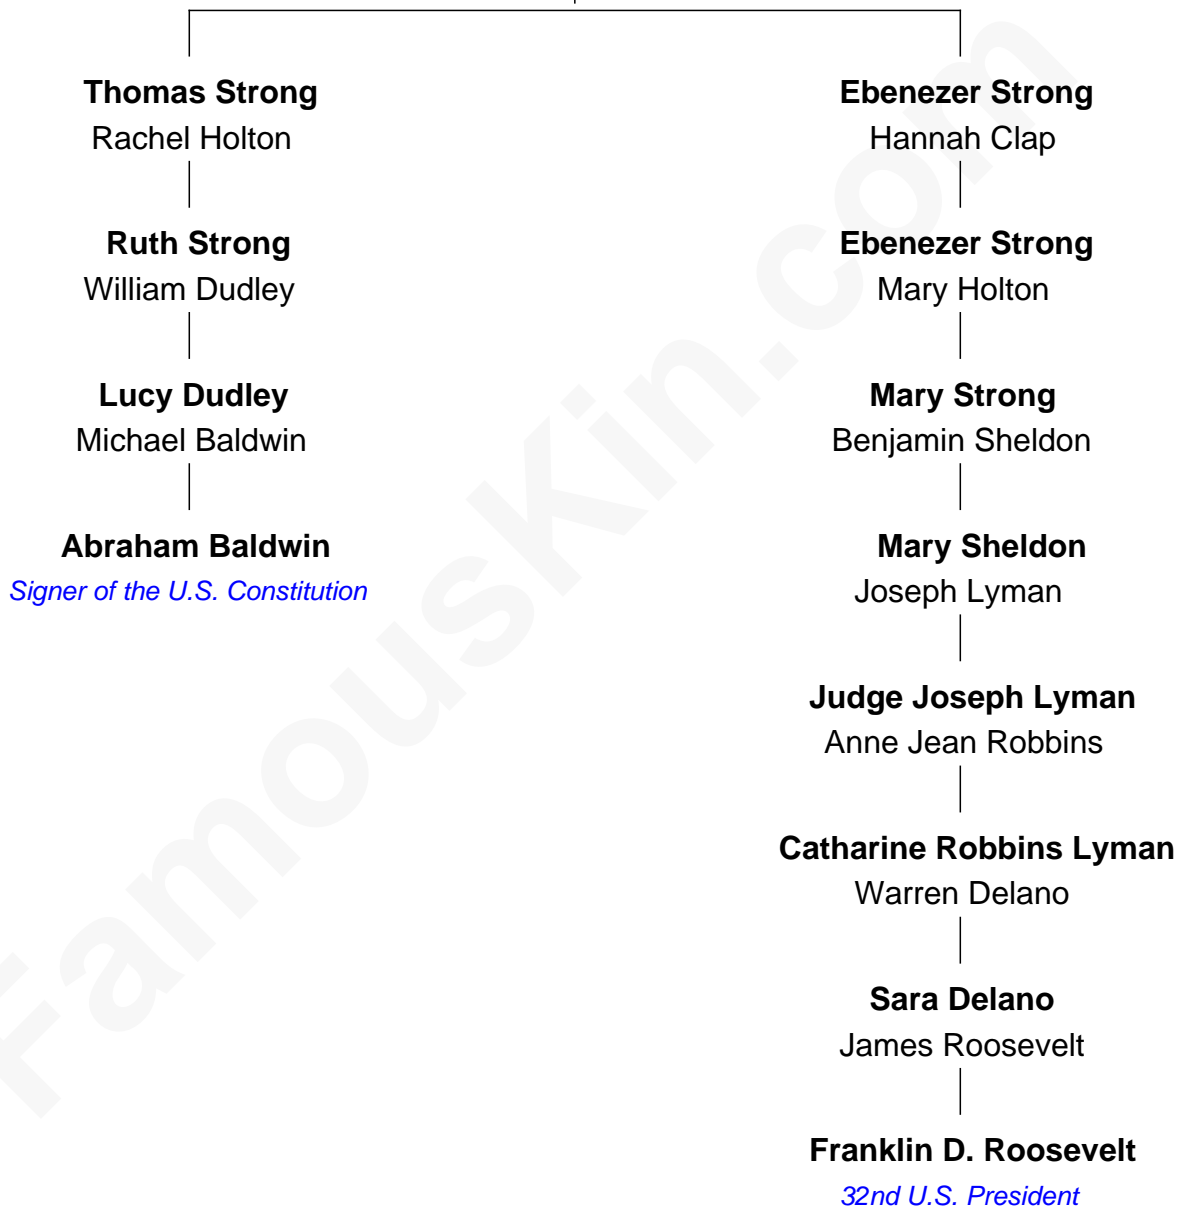 Thomas Strong
Rachel Holton
Ruth Strong
William Dudley
Lucy Dudley
Michael Baldwin
Abraham Baldwin
Signer of the U.S. Constitution
Ebenezer Strong
Hannah Clap
Ebenezer Strong
Mary Holton
Mary Strong
Benjamin Sheldon
Mary Sheldon
Joseph Lyman
Judge Joseph Lyman
Anne Jean Robbins
Catharine Robbins Lyman
Warren Delano
Sara Delano
James Roosevelt
Franklin D. Roosevelt
32nd U.S. President
FamousKin.com